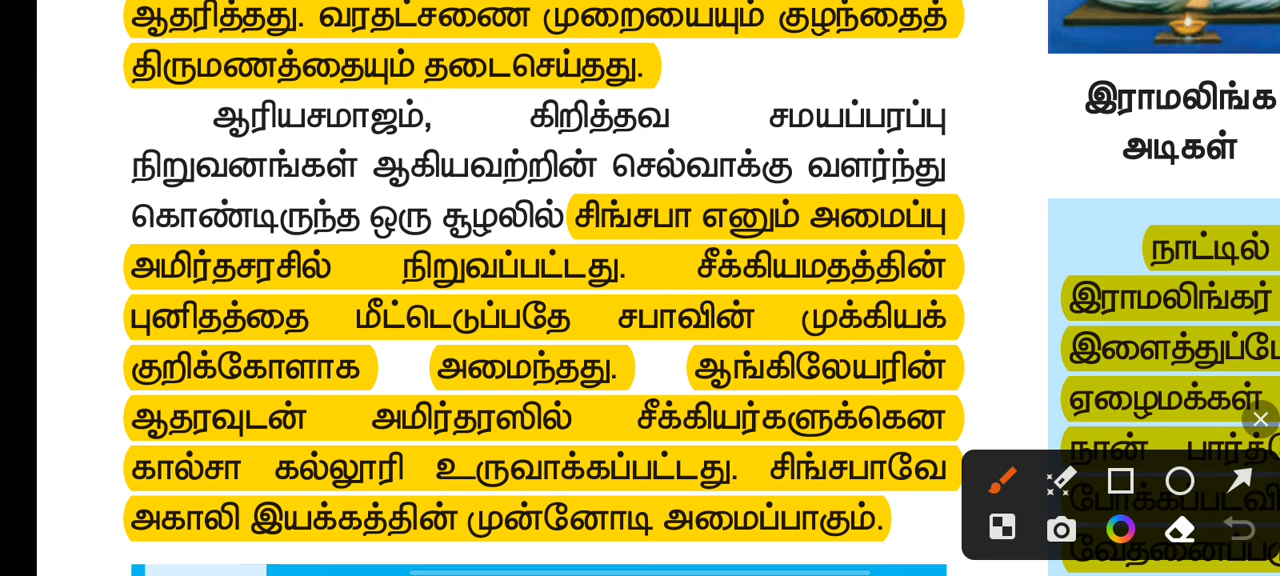 ஆதரித்தது. வரதட்சணை முறையையும் குழந்தைத்
திருமணத்தையும் தடைசெய்தது.
ஆரியசமாஜம், கிறித்தவ சமயப்பரப்பு
நிறுவனங்கள் ஆகியவற்றின் செல்வாக்கு வளர்ந்து
கொண்டிருந்த ஒரு சூழலில் சிங்சபா எனும் அமைப்பு
அமிர்தசரசில் நிறுவப்பட்டது. சீக்கியமதத்தின்
புனிதத்தை மீட்டெடுப்பதே சபாவின் முக்கியக்
குறிக்கோளாக அமைந்தது. ஆங்கிலேயரின்
ஆதரவுடன் அமிர்தரஸில் சீக்கியர்களுக்கென
கால்சா கல்லூரி உருவாக்கப்பட்டது. சிங்சபாவே
அகாலி இயக்கத்தின் முன்னோடி அமைப்பாகும்.
இராமலிங்க
அடிகள்
நாட்டில்
இராமலிங்கர்
ஏழைமக்கள்
நான்